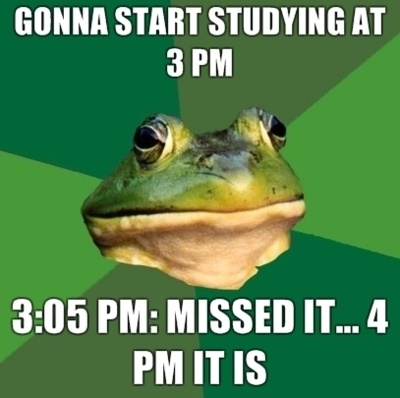 GONNA START STUDYING AT
3 PM
3:05 PM: MISSED IT... 4
PM IT IS